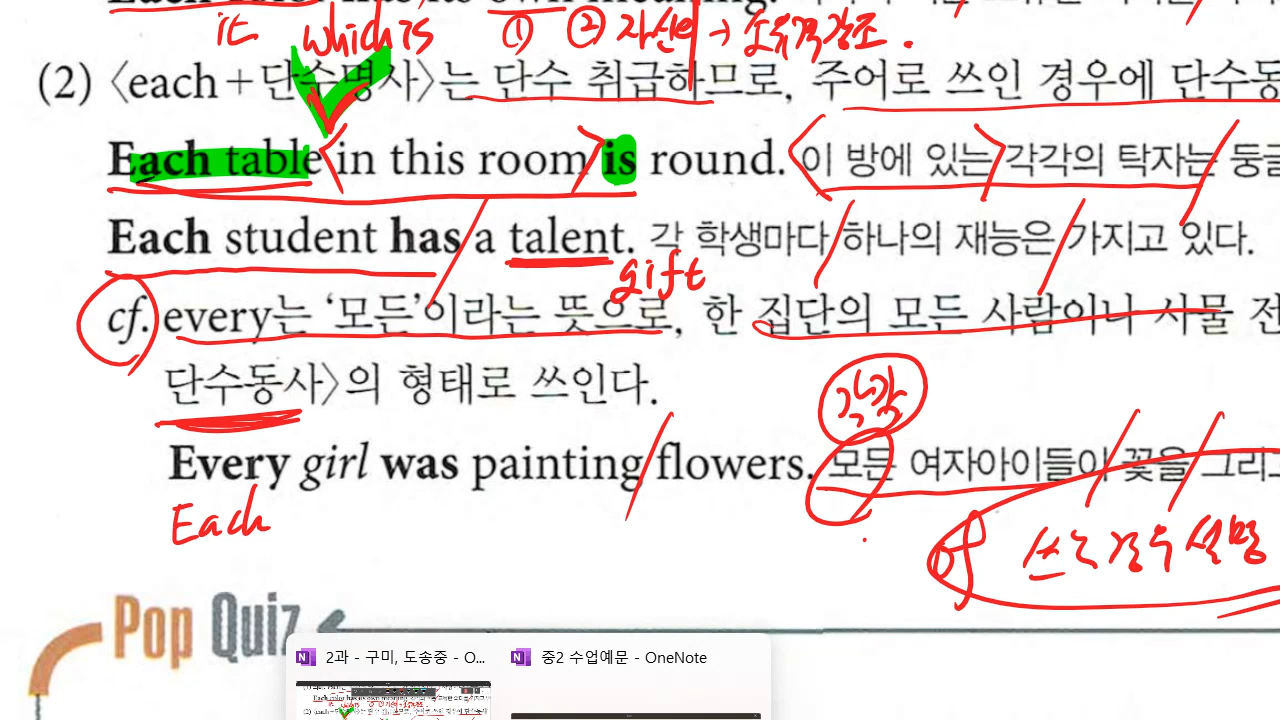 it which is ① ② 자신의 → 소유격강조.
(2) 〈each+단수명사〉는 단수 취급하므로, 주어로 쓰인 경우에 단수동
Each table in this room is round. 이 방에 있는 각각의 탁자는 둥글
Each student has a talent. 각 학생마다 하나의 재능은 가지고 있다.
gift
cf. every는 ‘모든’이라는 뜻으로, 한 집단의 모든 사람이나 사물 전
단수동사〉의 형태로 쓰인다.
각각
Every girl was painting flowers. 모든 여자아이들이 꽃을 그리고
Each
of 쓰는 경우 설명
Pop Quiz
2과 - 구미, 도송중 - O... 중2 수업예문 - OneNote